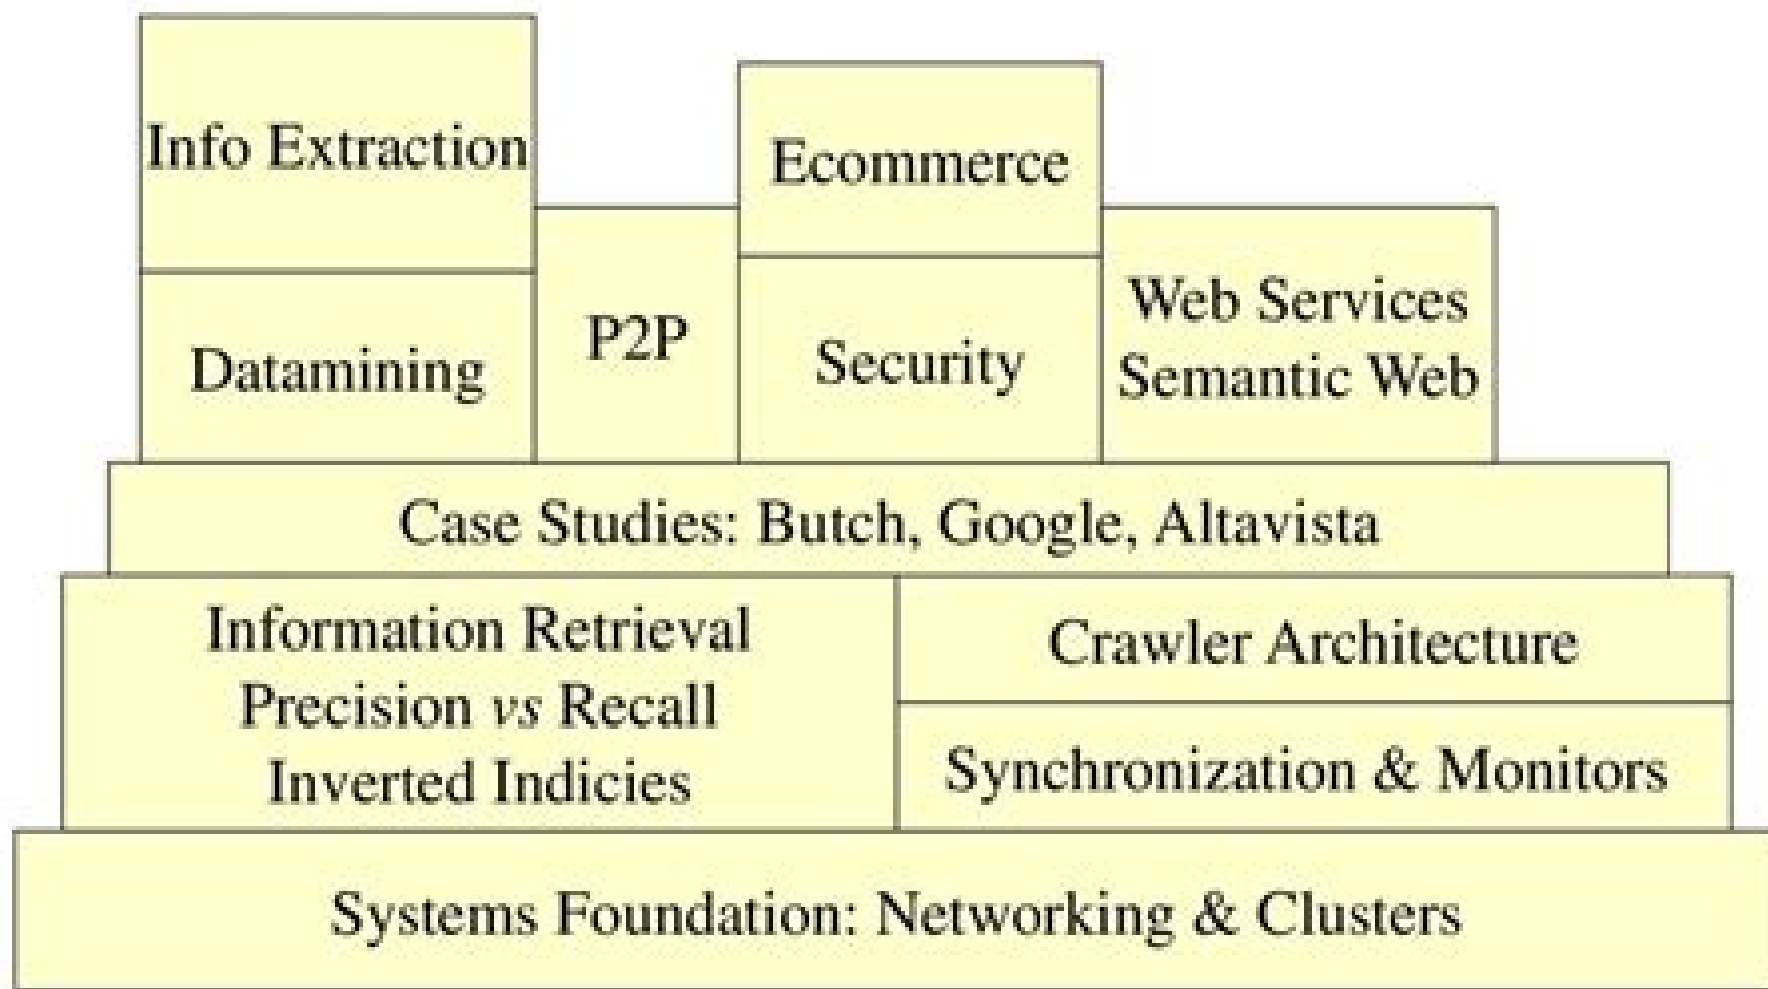 Info Extraction
Ecommerce
Datamining
P2P
Security
Web Services
Semantic Web
Case Studies: Butch, Google, Altavista
Information Retrieval
Precision vs Recall
Inverted Indicies
Crawler Architecture
Synchronization & Monitors
Systems Foundation: Networking & Clusters